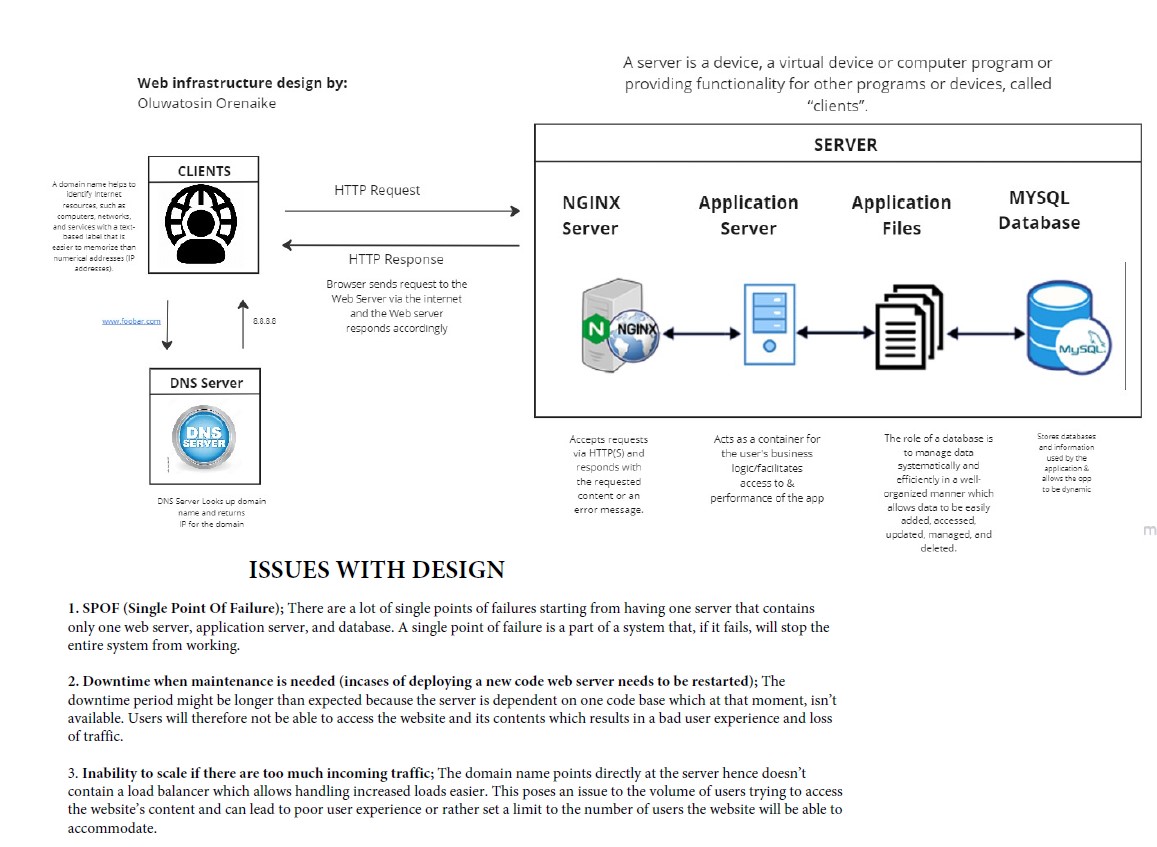 Web infrastructure design by:
Oluwatosin Orenaike
A server is a device, a virtual device or computer program or
providing functionality for other programs or devices, called
“clients”.
SERVER
CLIENTS
A domain name helps to
identify Internet
resources, such as
computers, networks,
and services with a text-
based label that is
easier to memorize than
numerical addresses (IP
addresses).
HTTP Request
HTTP Response
Browser sends request to the
Web Server via the internet
and the Web server
responds accordingly
www.foobar.com
8.8.8.8
DNS Server
DNS
SERVER
DNS Server Looks up domain
name and returns
IP for the domain
NGINX
Server
Application
Server
Application
Files
MYSQL
Database
N
NGINX
MySQL
Accepts requests
via HTTP(S) and
responds with
the requested
content or an
error message.
Acts as a container for
the user's business
logic/facilitates
access to &
performance of the app
The role of a database is
to manage data
systematically and
efficiently in a well-
organized manner which
allows data to be easily
added, accessed,
updated, managed, and
deleted.
Stores databases
and information
used by the
application &
allows the app
to be dynamic
m
ISSUES WITH DESIGN
1. SPOF (Single Point Of Failure); There are a lot of single points of failures starting from having one server that contains
only one web server, application server, and database. A single point of failure is a part of a system that, if it fails, will stop the
entire system from working.
2. Downtime when maintenance is needed (incases of deploying a new code web server needs to be restarted); The
downtime period might be longer than expected because the server is dependent on one code base which at that moment, isn’t
available. Users will therefore not be able to access the website and its contents which results in a bad user experience and loss
of traffic.
3. Inability to scale if there are too much incoming traffic; The domain name points directly at the server hence doesn’t
contain a load balancer which allows handling increased loads easier. This poses an issue to the volume of users trying to access
the website’s content and can lead to poor user experience or rather set a limit to the number of users the website will be able to
accommodate.